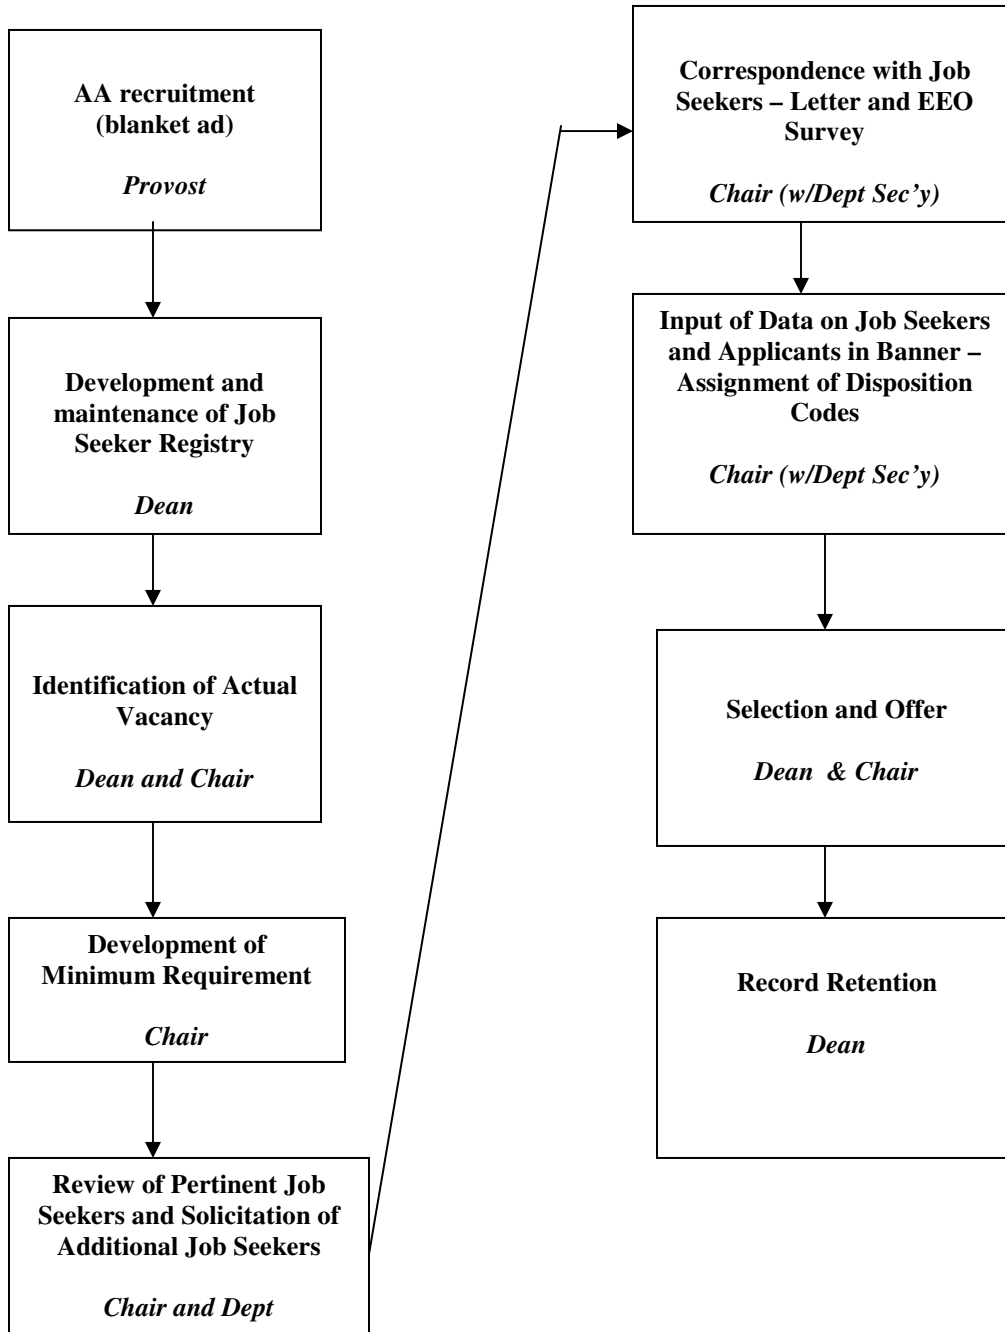 AA recruitment
(blanket ad)
Provost
Development and
maintenance of Job
Seeker Registry
Dean
Identification of Actual
Vacancy
Dean and Chair
Development of
Minimum Requirement
Chair
Review of Pertinent Job
Seekers and Solicitation of
Additional Job Seekers
Chair and Dept
Correspondence with Job
Seekers – Letter and EEO
Survey
Chair (w/Dept Sec’y)
Input of Data on Job Seekers
and Applicants in Banner –
Assignment of Disposition
Codes
Chair (w/Dept Sec’y)
Selection and Offer
Dean & Chair
Record Retention
Dean